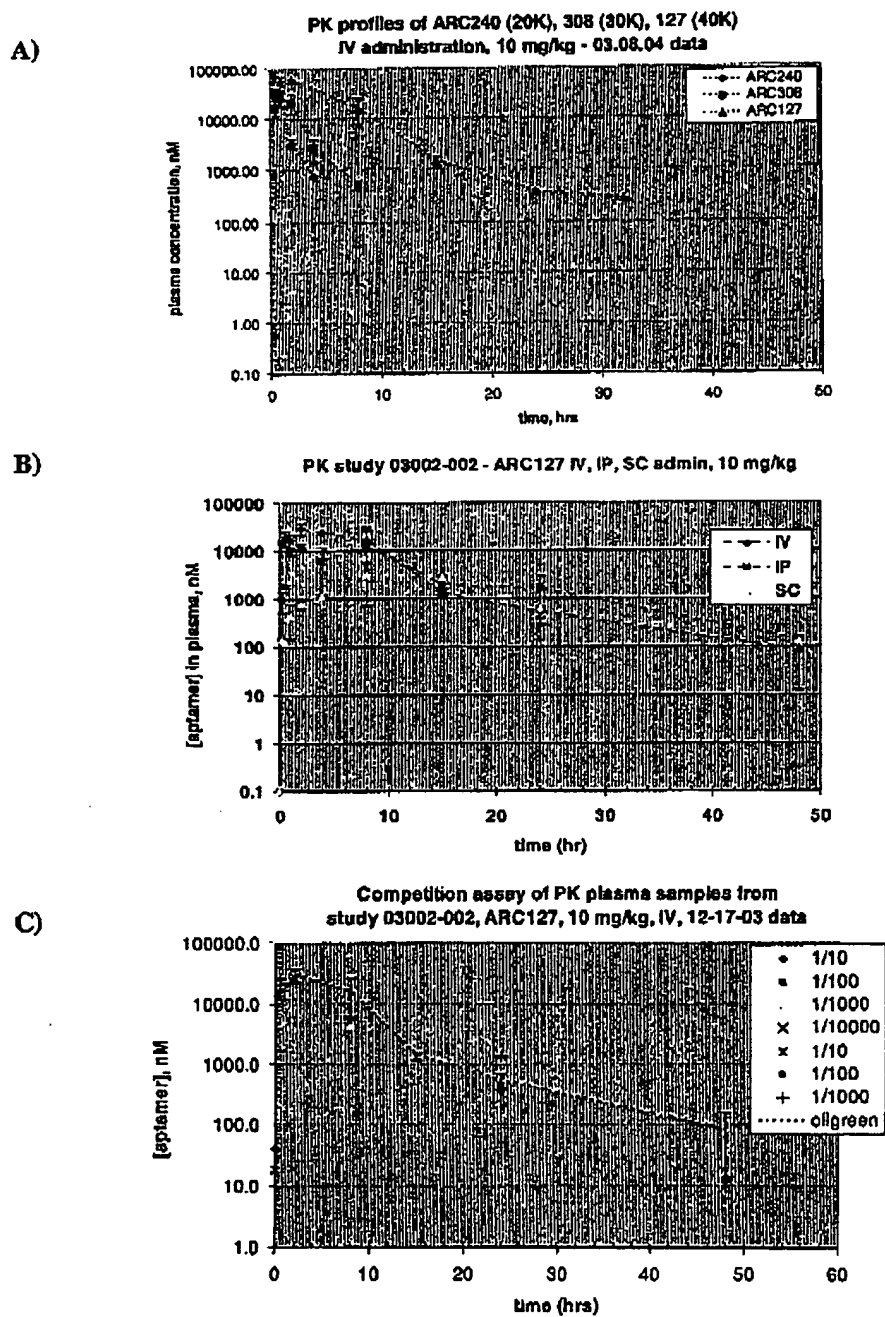 A)
PK profiles of ARC240 (20K), 308 (30K), 127 (40K)
IV administration, 10 mg/kg - 03.08.04 data
ARC240
ARC308
ARC127
plasma concentration, nM
100000.00
10000.00
1000.00
100.00
10.00
1.00
0.10
0
10
20
30
40
50
time, hrs
B)
PK study 03002-002 - ARC127 IV, IP, SC admin, 10 mg/kg
IV
IP
SC
[aptamer] in plasma, nM
100000
10000
1000
100
10
1
0.1
0
10
20
30
40
50
time (hr)
C)
Competition assay of PK plasma samples from
study 03002-002, ARC127, 10 mg/kg, IV, 12-17-03 data
1/10
1/100
1/1000
1/10000
1/10
1/100
1/1000
oligreen
[aptamer], nM
100000.0
10000.0
1000.0
100.0
10.0
1.0
0
10
20
30
40
50
60
time (hrs)